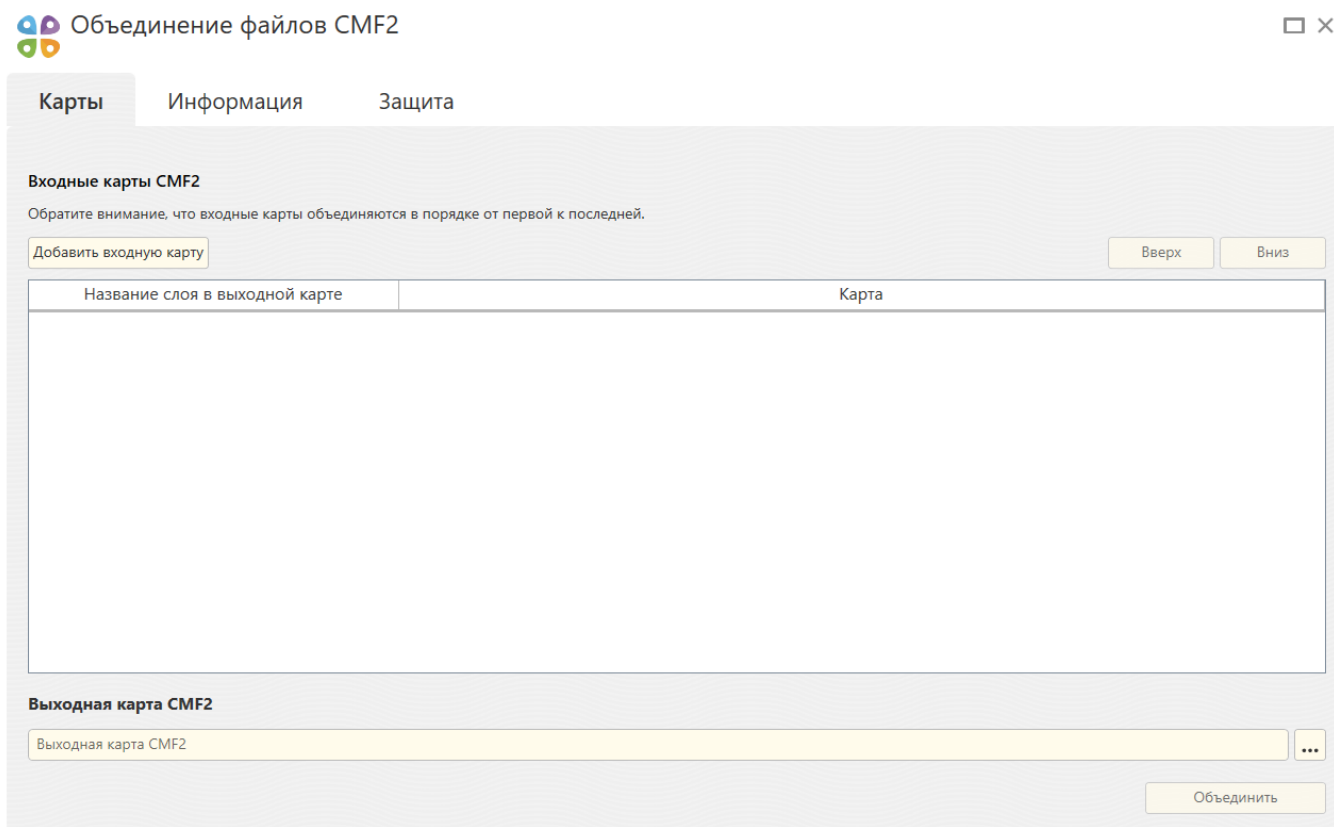 Объединение файлов CMF2
Карты Информация Защита
Входные карты CMF2
Обратите внимание, что входные карты объединяются в порядке от первой к последней.
Добавить входную карту Вверх Вниз
Название слоя в выходной карте Карта
Выходная карта CMF2
Выходная карта CMF2 ...
Объединить